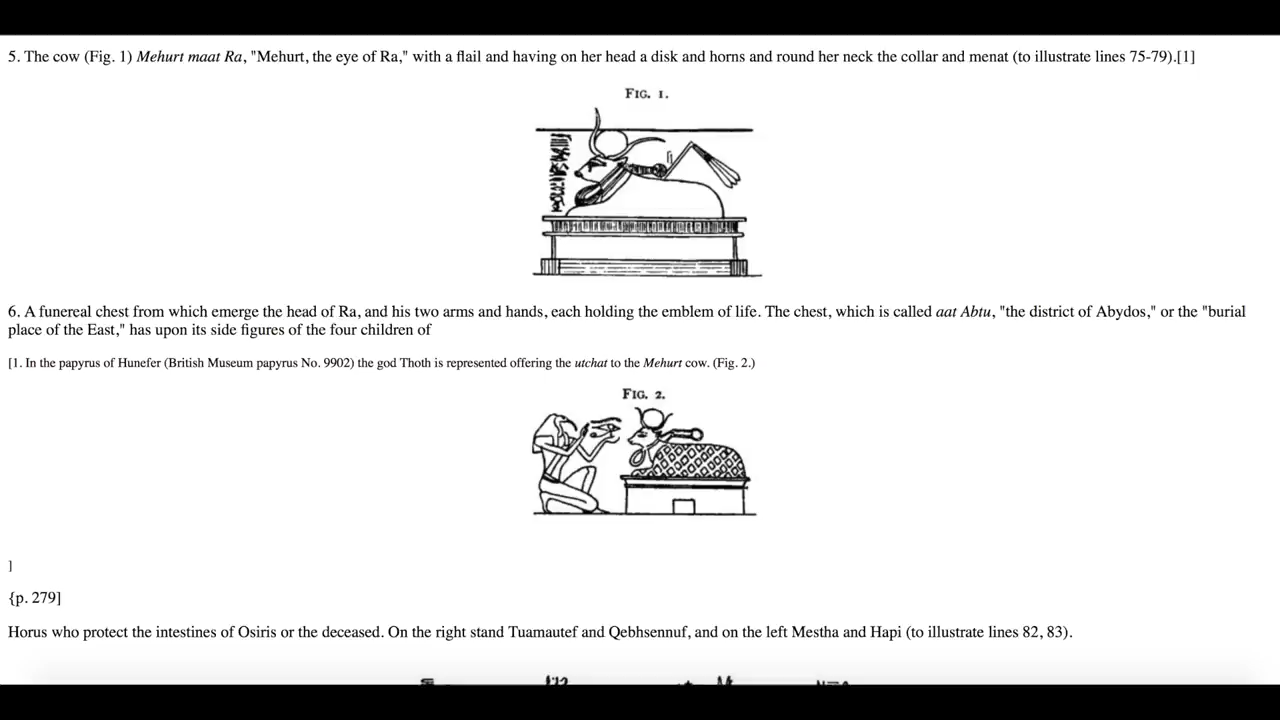 5. The cow (Fig. 1) Mehurt maat Ra, "Mehurt, the eye of Ra," with a flail and having on her head a disk and horns and round her neck the collar and menat (to illustrate lines 75-79).[1]
FIG. 1.
6. A funereal chest from which emerge the head of Ra, and his two arms and hands, each holding the emblem of life. The chest, which is called aat Abtu, "the district of Abydos," or the "burial
place of the East," has upon its side figures of the four children of
[1. In the papyrus of Hunefer (British Museum papyrus No. 9902) the god Thoth is represented offering the utchat to the Mehurt cow. (Fig. 2.)
FIG. 2.
]
{p. 279]
Horus who protect the intestines of Osiris or the deceased. On the right stand Tuamautef and Qebhsennuf, and on the left Mestha and Hapi (to illustrate lines 82, 83).